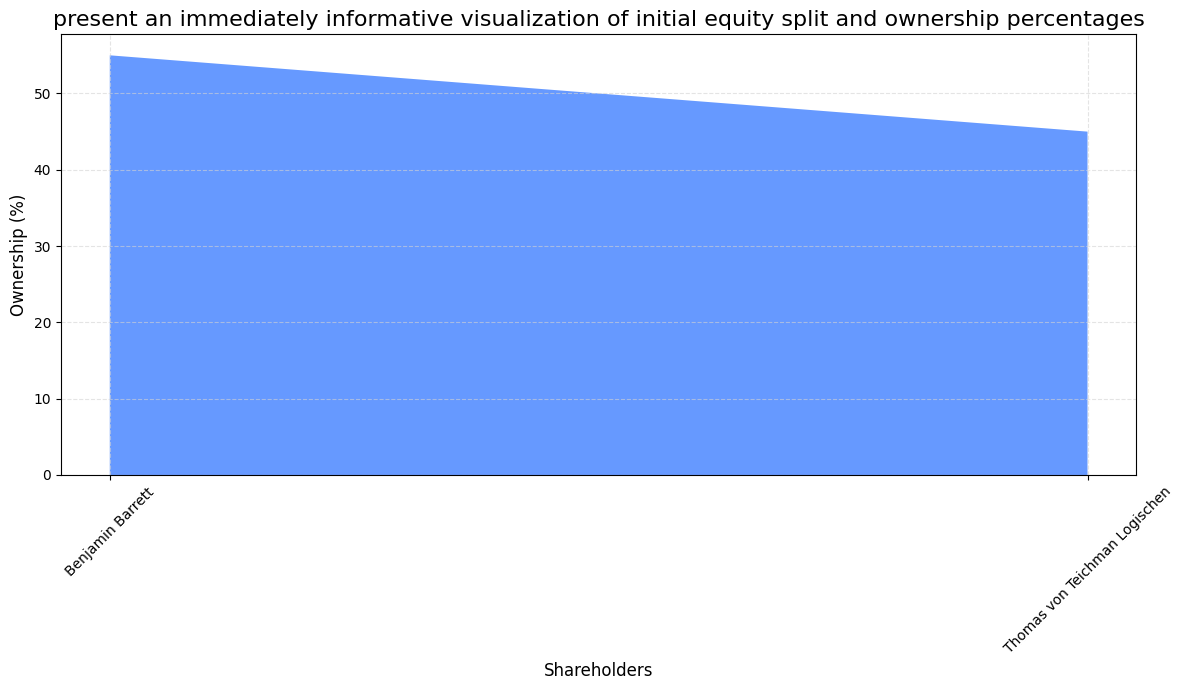 present an immediately informative visualization of initial equity split and ownership percentages
Ownership (%)
50
40
30
20
10
0
Benjamin Barrett
Thomas von Teichman Logischen
Shareholders